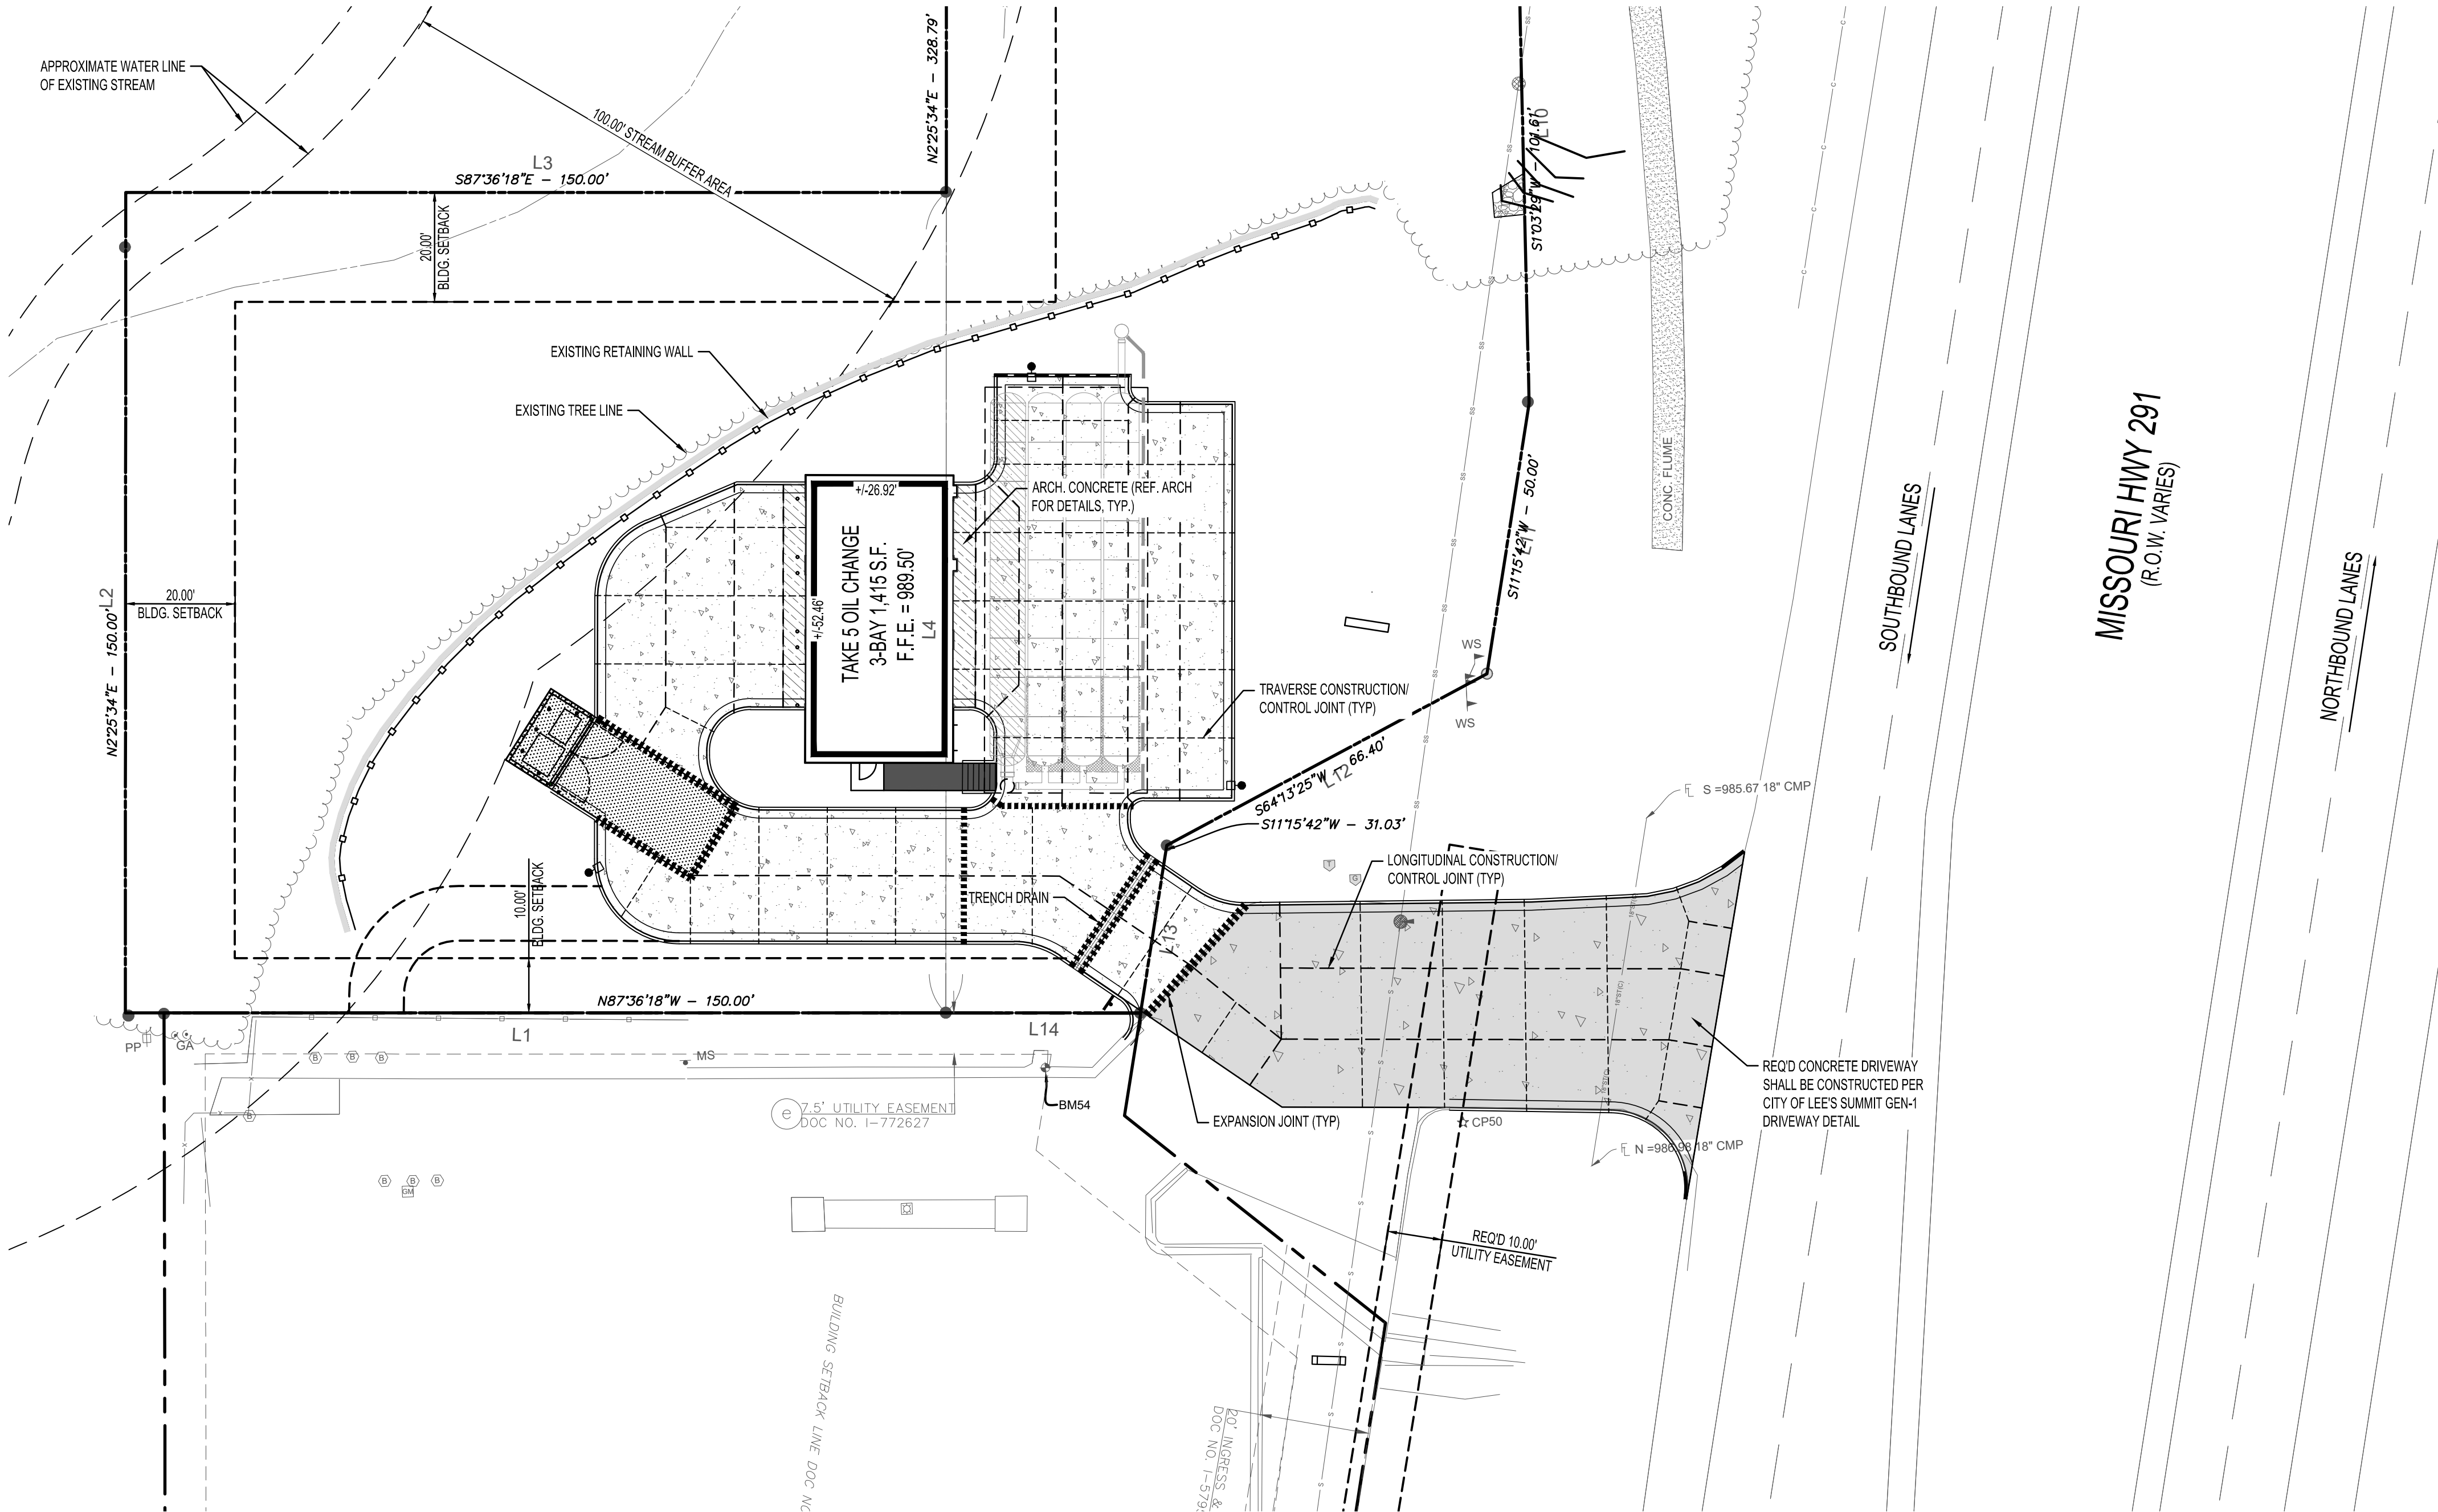 APPROXIMATE WATER LINE
OF EXISTING STREAM
L3
S87°36'18"E - 150.00'
100.00' STREAM BUFFER AREA
N2°25'34"E - 328.79'
20.00'
BLDG. SETBACK
EXISTING RETAINING WALL
EXISTING TREE LINE
L10
S1°03'29"W - 101.61'
CONC. FLUME
S11°15'42"W - 50.00'
L11
SOUTHBOUND LANES
MISSOURI HWY 291
(R.O.W. VARIES)
NORTHBOUND LANES
ARCH. CONCRETE (REF. ARCH
FOR DETAILS, TYP.)
+/-26.92'
+/-52.46'
TAKE 5 OIL CHANGE
3-BAY 1,415 S.F.
F.F.E. = 989.50'
L4
L2
N2°25'34"E - 150.00'
20.00'
BLDG. SETBACK
WS
WS
TRAVERSE CONSTRUCTION/
CONTROL JOINT (TYP)
S64°13'25"W - 66.40'
L12
S11°15'42"W - 31.03'
S =985.67 18" CMP
T
G
LONGITUDINAL CONSTRUCTION/
CONTROL JOINT (TYP)
TRENCH DRAIN
L13
10.00'
BLDG. SETBACK
N87°36'18"W - 150.00'
L1
L14
PP
GA
MS
B
B
B
B
B
B
B
GM
BM54
e
7.5' UTILITY EASEMENT
DOC NO. I-772627
EXPANSION JOINT (TYP)
CP50
18"ST(C)
18"ST(C)
REQ'D CONCRETE DRIVEWAY
SHALL BE CONSTRUCTED PER
CITY OF LEE'S SUMMIT GEN-1
DRIVEWAY DETAIL
N =986.98 18" CMP
REQ'D 10.00'
UTILITY EASEMENT
BUILDING SETBACK LINE DOC NO
20' INGRESS &
DOC NO. I-579